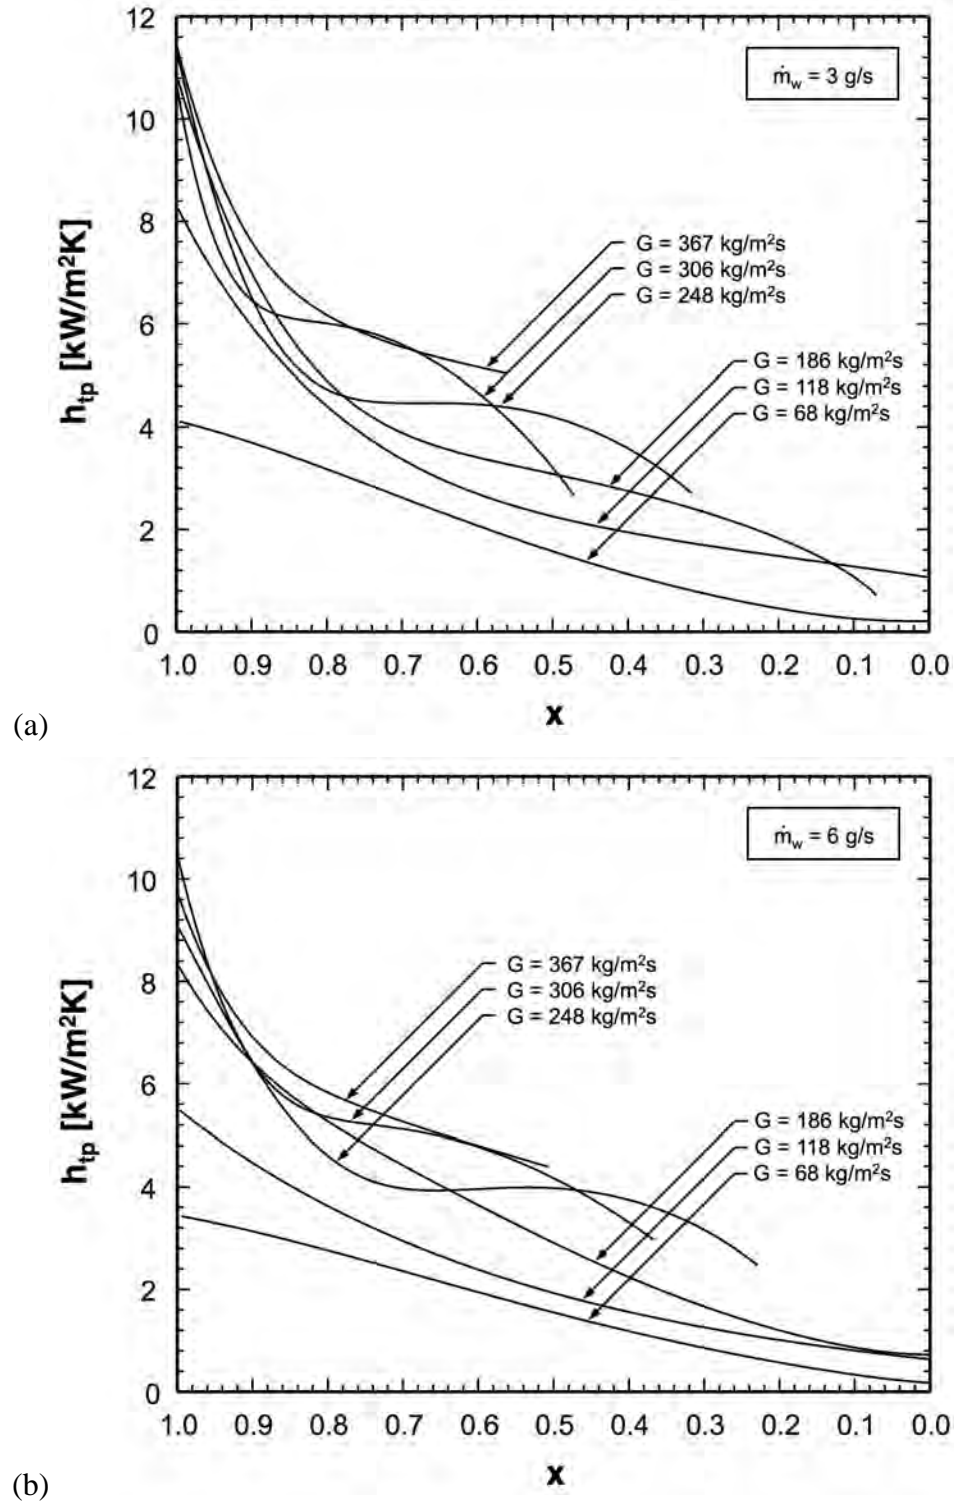 12
10
8
6
4
2
0
h_tp [kW/m²K]
ṁ_w = 3 g/s
G = 367 kg/m²s
G = 306 kg/m²s
G = 248 kg/m²s
G = 186 kg/m²s
G = 118 kg/m²s
G = 68 kg/m²s
1.0 0.9 0.8 0.7 0.6 0.5 0.4 0.3 0.2 0.1 0.0
x
(a)
12
10
8
6
4
2
0
h_tp [kW/m²K]
ṁ_w = 6 g/s
G = 367 kg/m²s
G = 306 kg/m²s
G = 248 kg/m²s
G = 186 kg/m²s
G = 118 kg/m²s
G = 68 kg/m²s
1.0 0.9 0.8 0.7 0.6 0.5 0.4 0.3 0.2 0.1 0.0
x
(b)